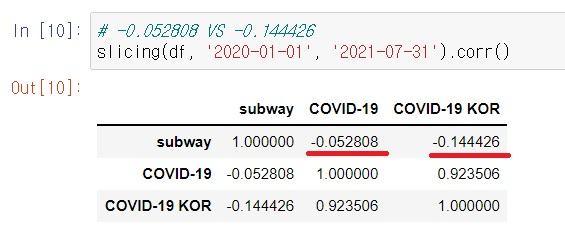 In [10]: # -0.052808 VS -0.144426
slicing(df, '2020-01-01', '2021-07-31').corr()
Out[10]:
subway COVID-19 COVID-19 KOR
subway 1.000000 -0.052808 -0.144426
COVID-19 -0.052808 1.000000 0.923506
COVID-19 KOR -0.144426 0.923506 1.000000